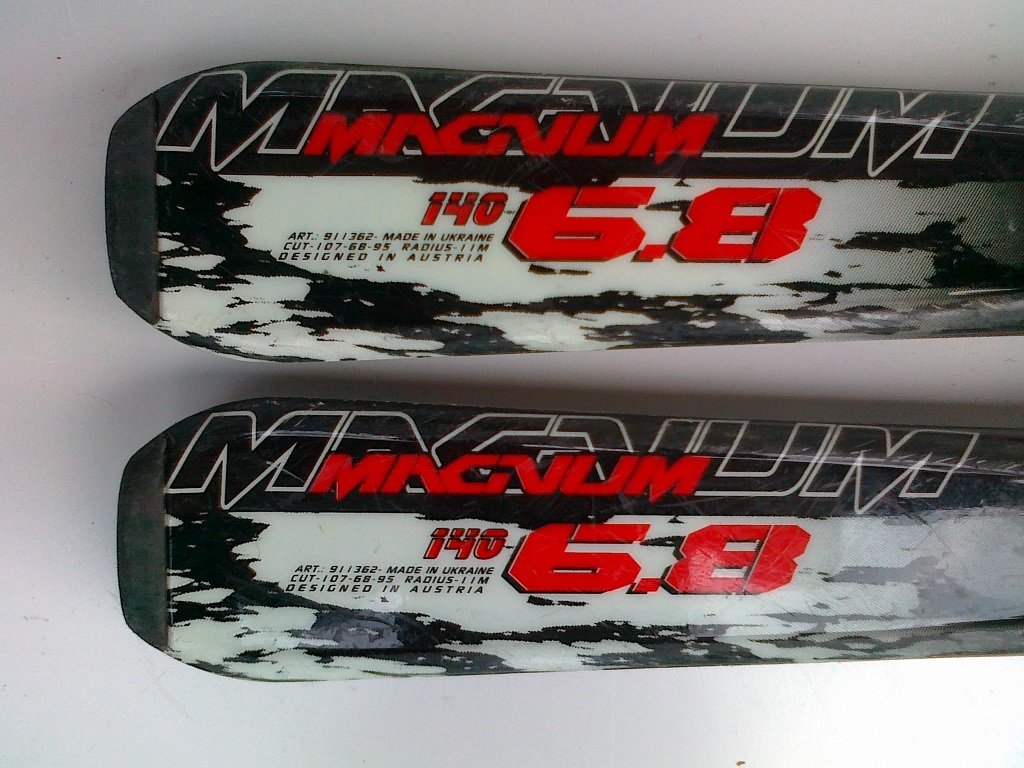 MAGNUM
MAGNUM
140 6.8
ART.: 911362- MADE IN UKRAINE
CUT-107-68-95 RADIUS-11M
DESIGNED IN AUSTRIA
MAGNUM
MAGNUM
140 6.8
ART.: 911362- MADE IN UKRAINE
CUT-107-68-95 RADIUS-11M
DESIGNED IN AUSTRIA